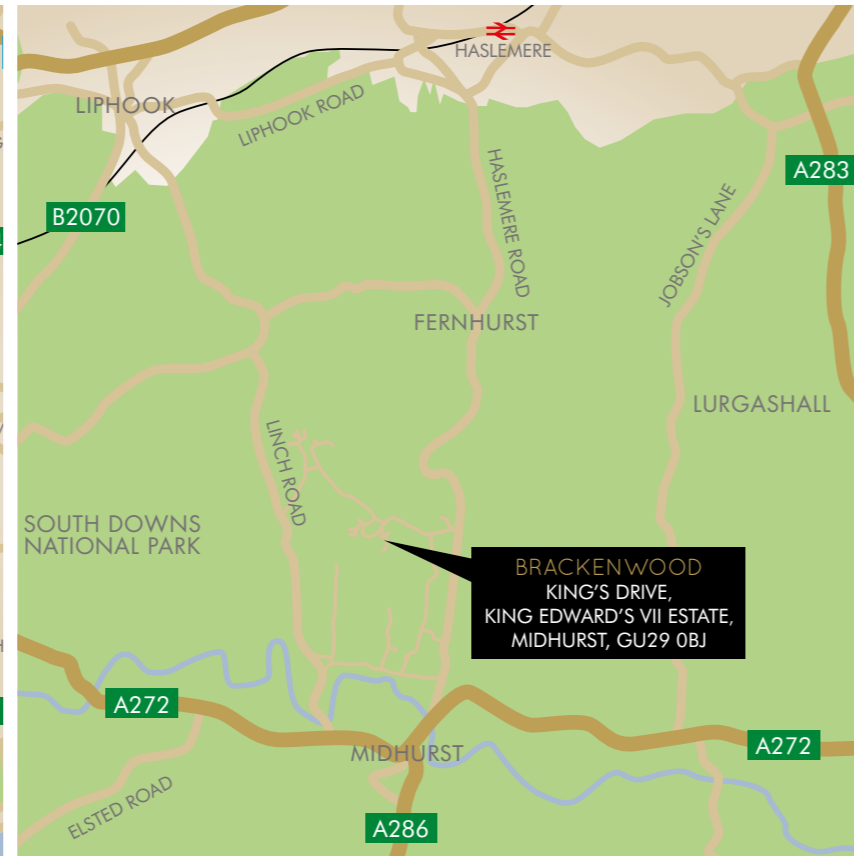 HASLEMERE
LIPHOOK
LIPHOOK ROAD
A283
HASLEMERE ROAD
B2070
JOBSON'S LANE
FERNHURST
LURGASHALL
LINCH ROAD
SOUTH DOWNS
NATIONAL PARK
BRACKENWOOD
KING'S DRIVE,
KING EDWARD'S VII ESTATE,
MIDHURST, GU29 0BJ
A272
A272
MIDHURST
ELSTED ROAD
A286